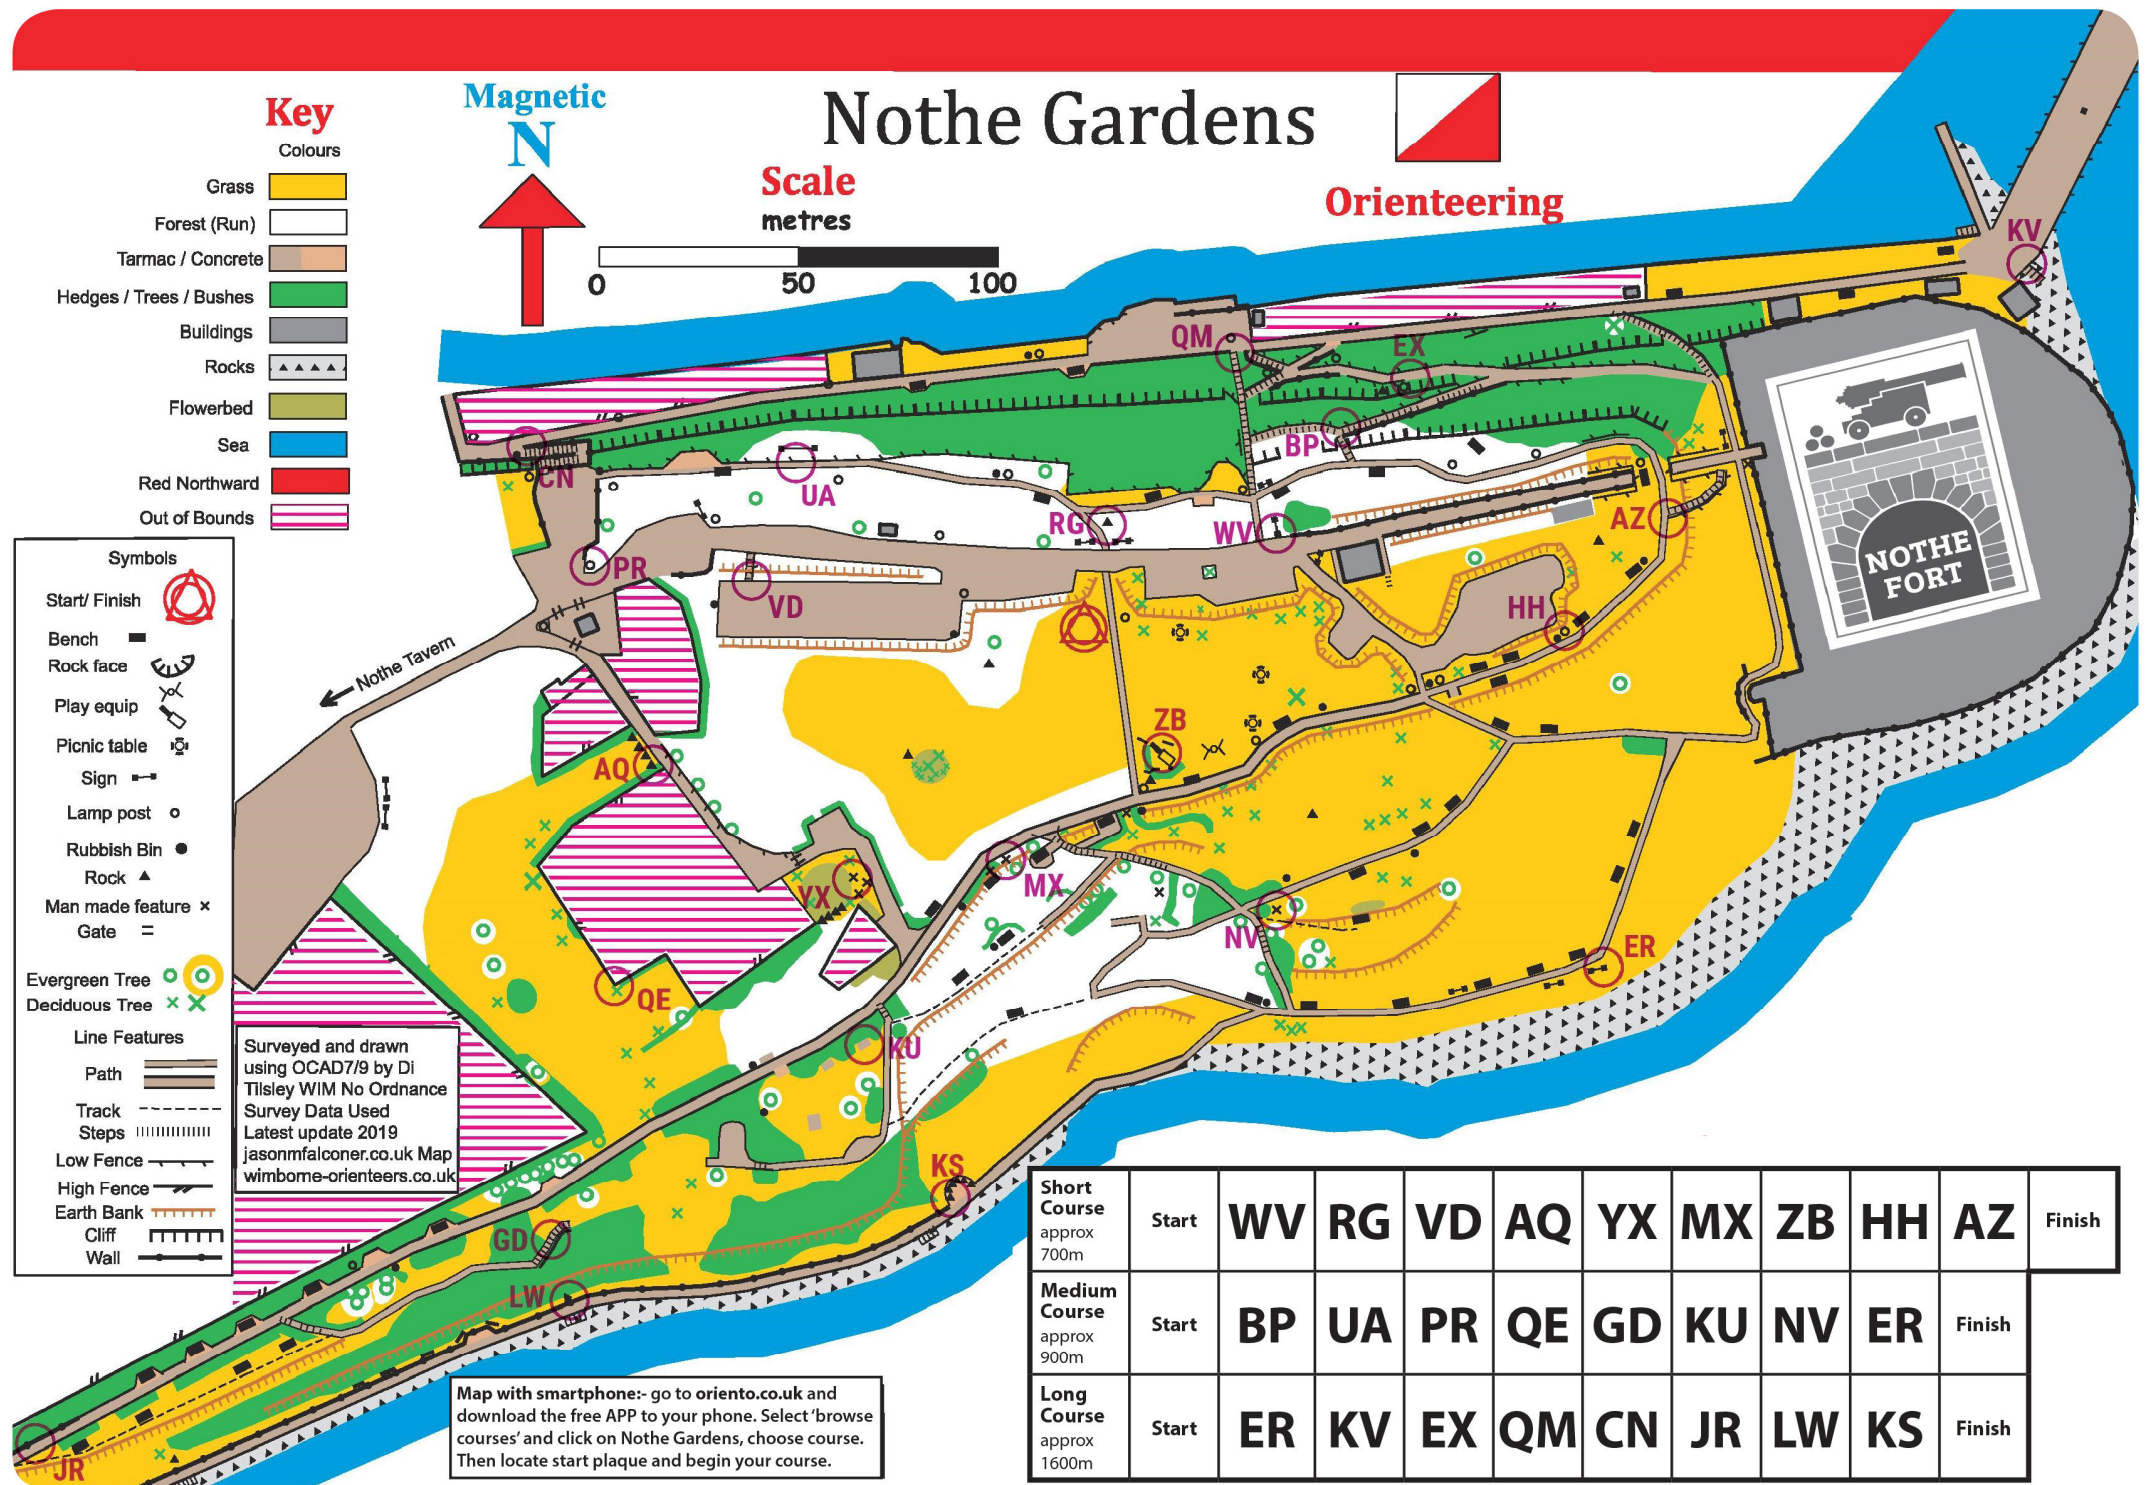 Nothe Gardens
Magnetic
N
Scale
metres
0 50 100
Orienteering
Key
Colours
Grass
Forest (Run)
Tarmac / Concrete
Hedges / Trees / Bushes
Buildings
Rocks
Flowerbed
Sea
Red Northward
Out of Bounds
Symbols
Start/ Finish
Bench
Rock face
Play equip
Picnic table
Sign
Lamp post
Rubbish Bin
Rock
Man made feature
Gate
Evergreen Tree
Deciduous Tree
Line Features
Path
Track
Steps
Low Fence
High Fence
Earth Bank
Cliff
Wall
Surveyed and drawn
using OCAD7/9 by Di
Tilsley WIM No Ordnance
Survey Data Used
Latest update 2019
jasonmfalconer.co.uk Map
wimborne-orienteers.co.uk
Nothe Tavern
KV
QM
EX
BP
CN
UA
RG
WV
AZ
PR
VD
HH
NOTHE
FORT
ZB
AQ
YX
MX
NV
ER
QE
KU
KS
GD
LW
JR
Map with smartphone:- go to oriento.co.uk and
download the free APP to your phone. Select 'browse
courses' and click on Nothe Gardens, choose course.
Then locate start plaque and begin your course.
Short
Course
approx
700m
Start WV RG VD AQ YX MX ZB HH AZ Finish
Medium
Course
approx
900m
Start BP UA PR QE GD KU NV ER Finish
Long
Course
approx
1600m
Start ER KV EX QM CN JR LW KS Finish